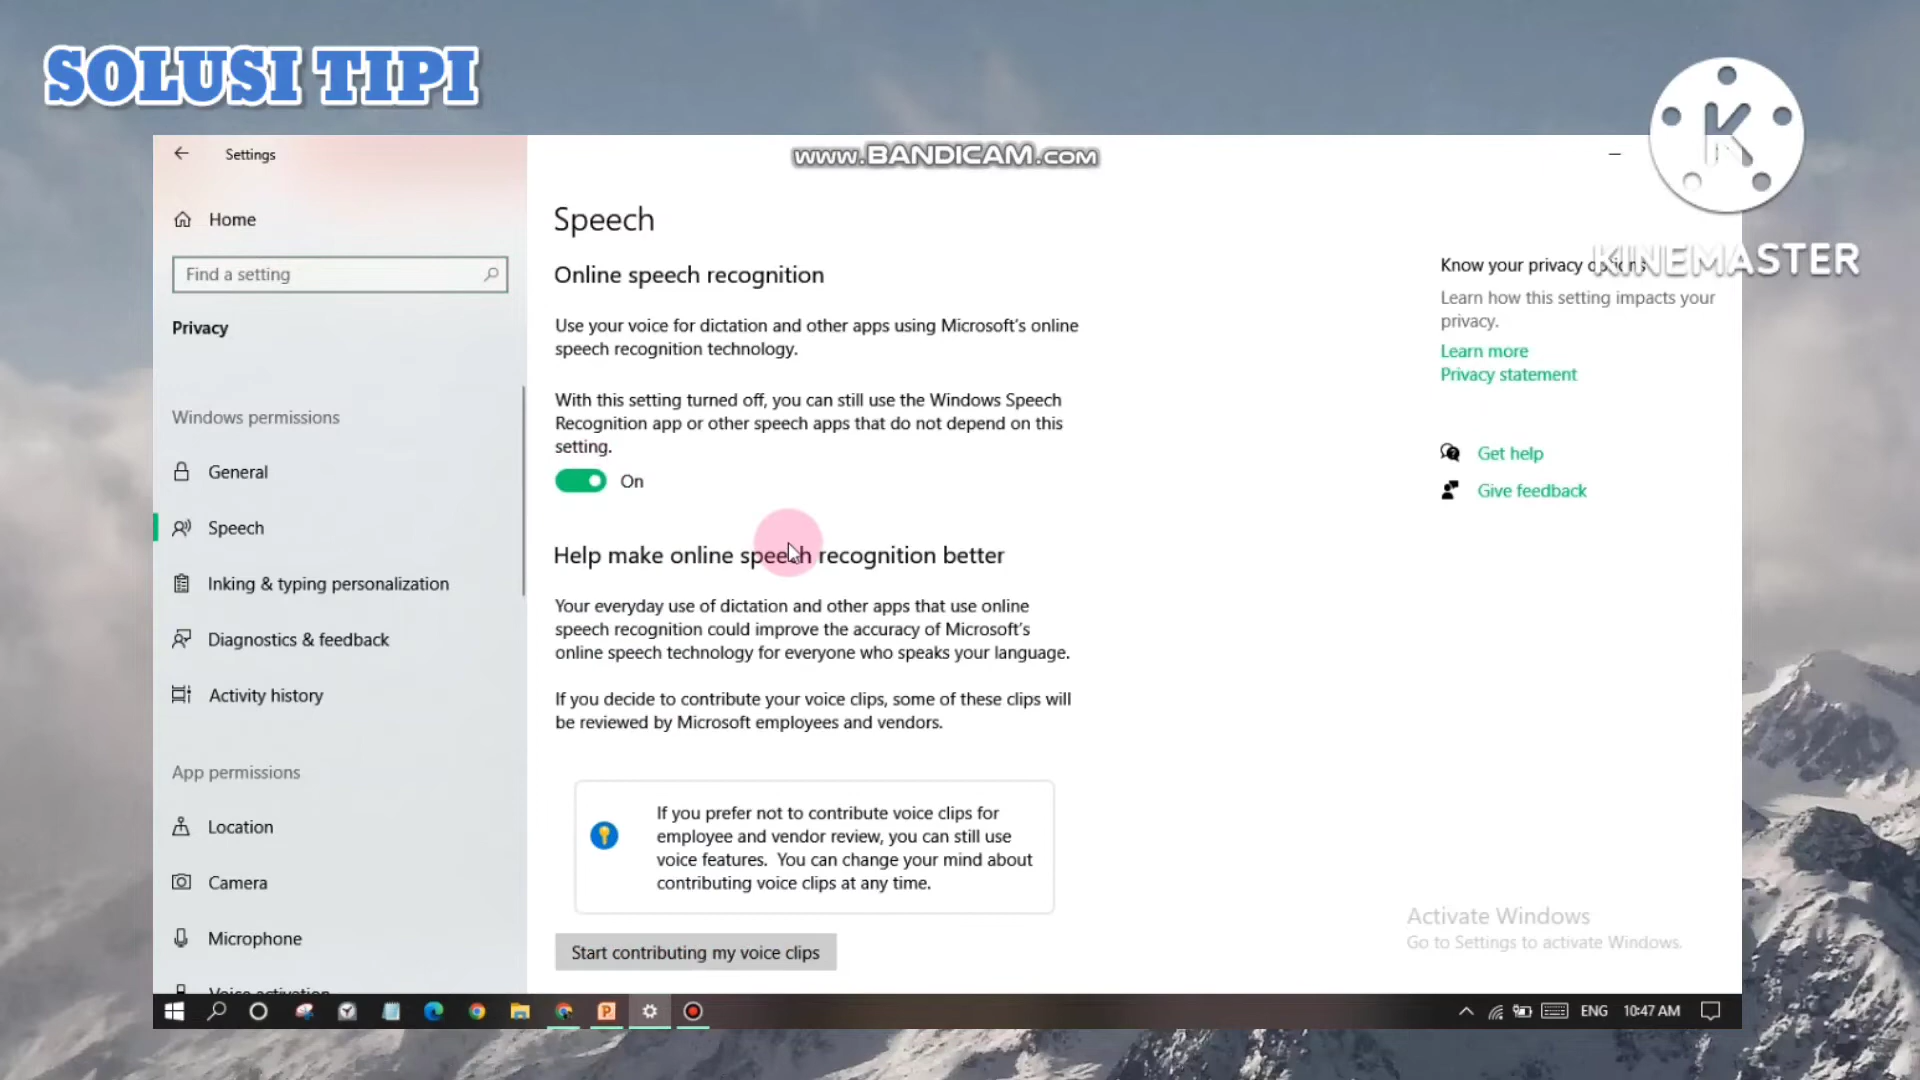 SOLUSI TIPI
www.BANDICAM.com
KINEMASTER
Settings
Home
Find a setting
Privacy
Windows permissions
General
Speech
Inking & typing personalization
Diagnostics & feedback
Activity history
App permissions
Location
Camera
Microphone
Voice activation
Speech
Online speech recognition
Use your voice for dictation and other apps using Microsoft's online
speech recognition technology.
With this setting turned off, you can still use the Windows Speech
Recognition app or other speech apps that do not depend on this
setting.
On
Help make online speech recognition better
Your everyday use of dictation and other apps that use online
speech recognition could improve the accuracy of Microsoft's
online speech technology for everyone who speaks your language.
If you decide to contribute your voice clips, some of these clips will
be reviewed by Microsoft employees and vendors.
If you prefer not to contribute voice clips for
employee and vendor review, you can still use
voice features. You can change your mind about
contributing voice clips at any time.
Start contributing my voice clips
Know your privacy options
Learn how this setting impacts your
privacy.
Learn more
Privacy statement
Get help
Give feedback
Activate Windows
Go to Settings to activate Windows.
ENG
10:47 AM